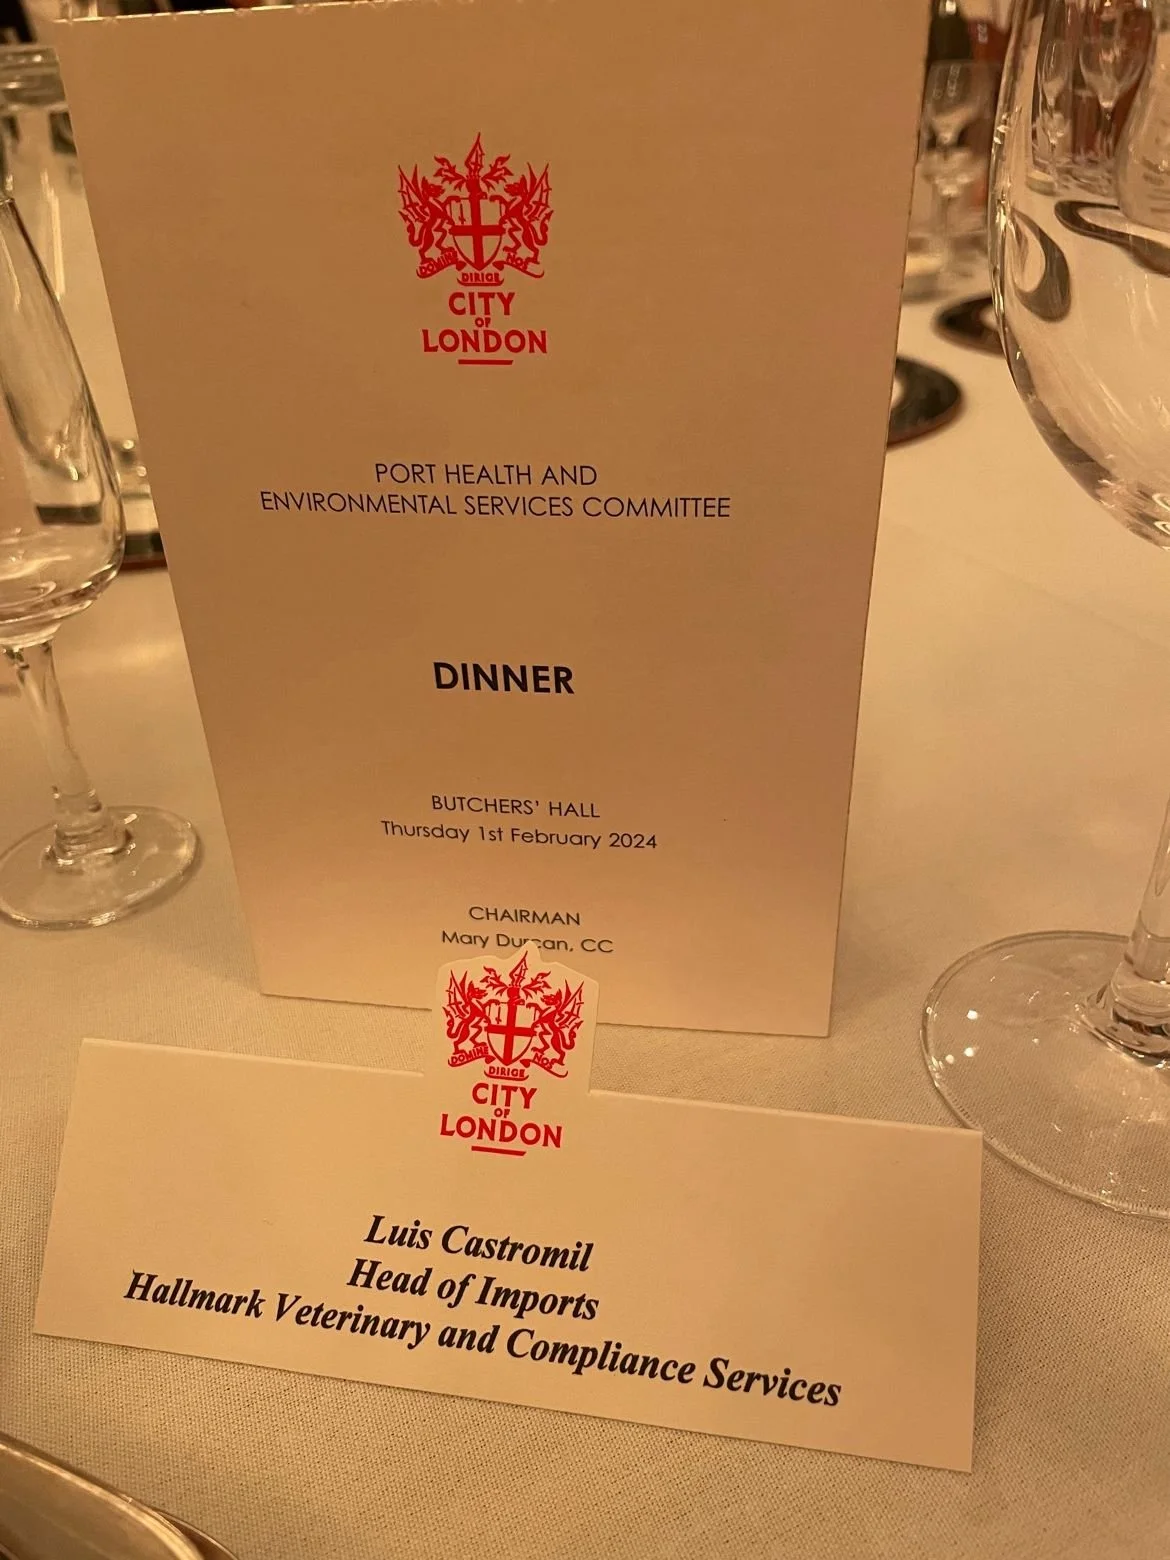 DOMINE DIRIGE NOS
CITY
OF
LONDON
PORT HEALTH AND
ENVIRONMENTAL SERVICES COMMITTEE
DINNER
BUTCHERS' HALL
Thursday 1st February 2024
CHAIRMAN
Mary Duncan, CC
DOMINE DIRIGE NOS
CITY
OF
LONDON
Luis Castromil
Head of Imports
Hallmark Veterinary and Compliance Services